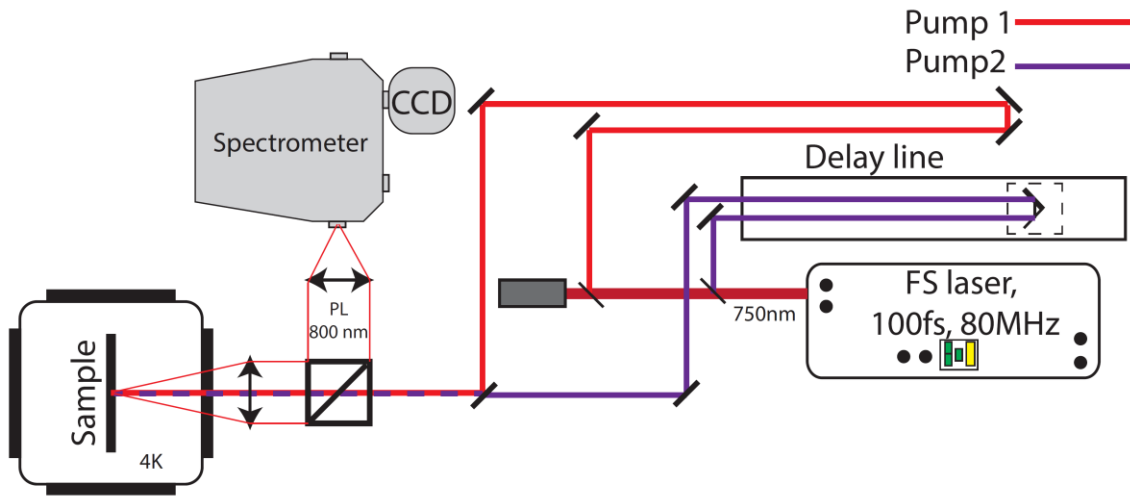 Pump 1
Pump2
CCD
Spectrometer
Delay line
PL
800 nm
750nm
FS laser,
100fs, 80MHz
Sample
4K